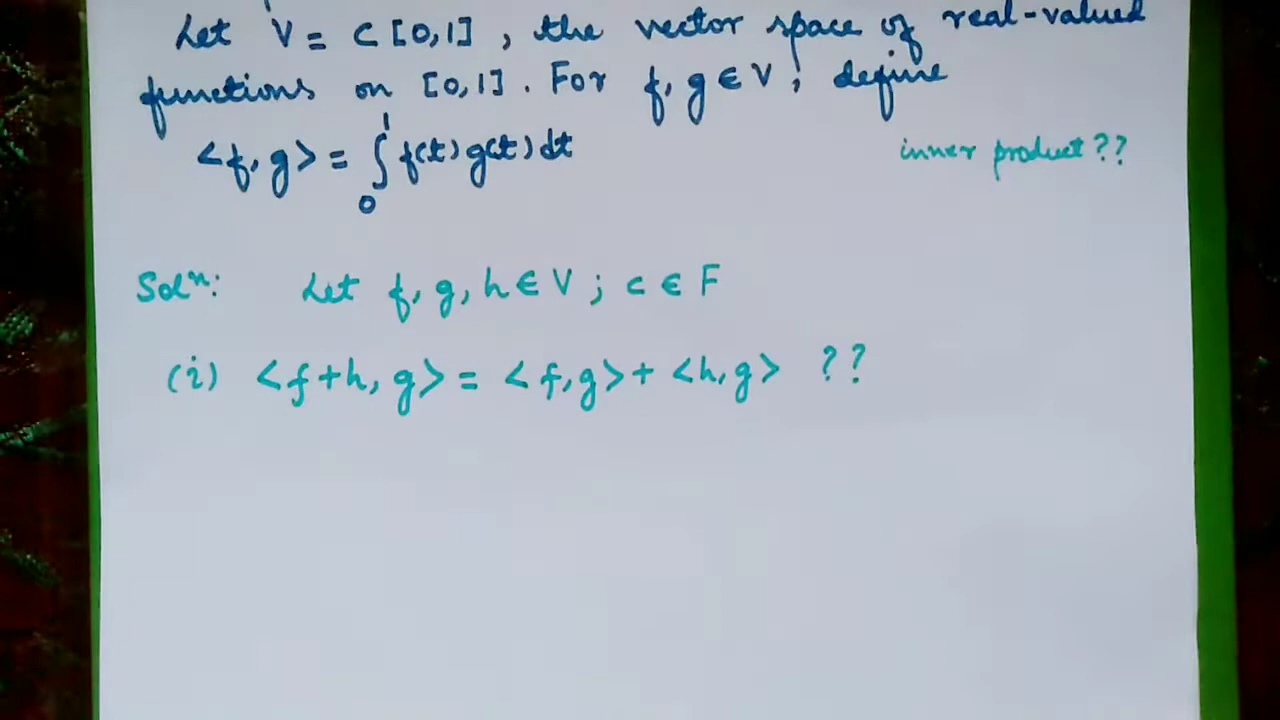 Let V = C [0,1] , the vector space of real-valued
functions on [0,1] . For f, g ∈ V ; define
<f, g> = ∫₀¹ f(t) g(t) dt
inner product ??
Solⁿ: Let f, g, h ∈ V ; c ∈ F
(i) <f+h, g> = <f, g> + <h, g> ??